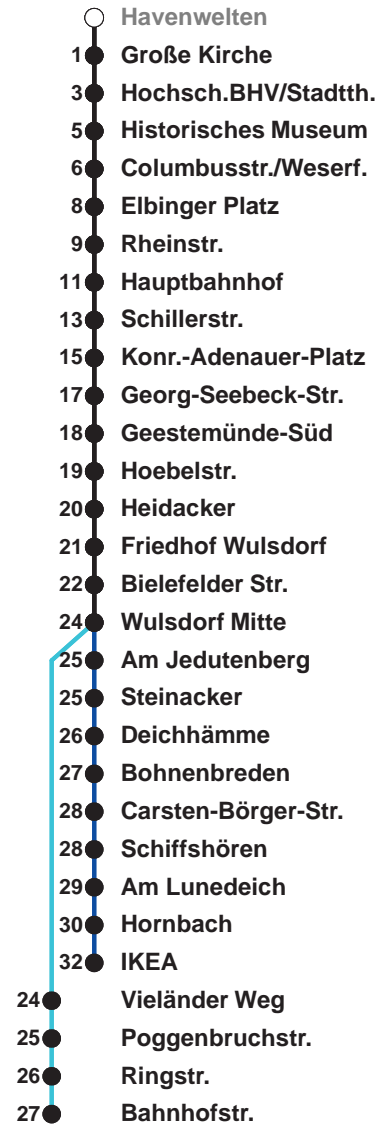 Havenwelten
1 Große Kirche
3 Hochsch.BHV/Stadtth.
5 Historisches Museum
6 Columbusstr./Weserf.
8 Elbinger Platz
9 Rheinstr.
11 Hauptbahnhof
13 Schillerstr.
15 Konr.-Adenauer-Platz
17 Georg-Seebeck-Str.
18 Geestemünde-Süd
19 Hoebelstr.
20 Heidacker
21 Friedhof Wulsdorf
22 Bielefelder Str.
24 Wulsdorf Mitte
25 Am Jedutenberg
25 Steinacker
26 Deichhämme
27 Bohnenbreden
28 Carsten-Börger-Str.
28 Schiffshören
29 Am Lunedeich
30 Hornbach
32 IKEA
24 Vieländer Weg
25 Poggenbruchstr.
26 Ringstr.
27 Bahnhofstr.